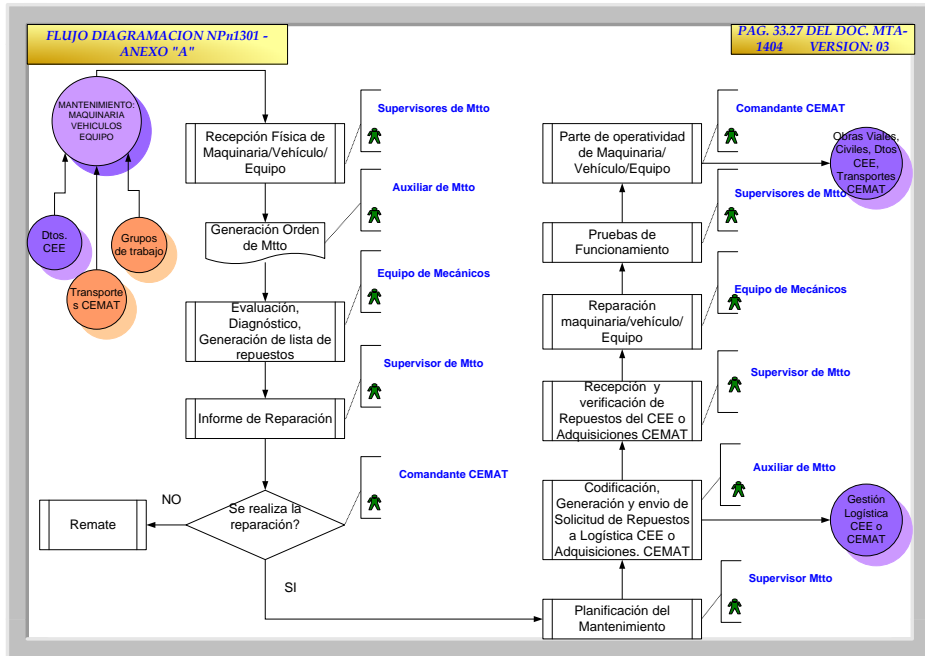 FLUJO DIAGRAMACION NPn1301 -
ANEXO "A"
PAG. 33.27 DEL DOC. MTA-
1404 VERSION: 03
MANTENIMIENTO:
MAQUINARIA
VEHICULOS
EQUIPO
Dtos.
CEE
Transporte
s CEMAT
Grupos
de trabajo
Recepción Física de
Maquinaria/Vehículo/
Equipo
Supervisores de Mtto
Generación Orden
de Mtto
Auxiliar de Mtto
Evaluación,
Diagnóstico,
Generación de lista de
repuestos
Equipo de Mecánicos
Informe de Reparación
Supervisor de Mtto
Se realiza la
reparación?
Comandante CEMAT
NO
Remate
SI
Planificación del
Mantenimiento
Supervisor Mtto
Codificación,
Generación y envio de
Solicitud de Repuestos
a Logística CEE o
Adquisiciones. CEMAT
Auxiliar de Mtto
Gestión
Logística
CEE o
CEMAT
Recepción y
verificación de
Repuestos del CEE o
Adquisiciones CEMAT
Supervisor de Mtto
Reparación
maquinaria/vehículo/
Equipo
Equipo de Mecánicos
Pruebas de
Funcionamiento
Supervisores de Mtto
Parte de operatividad
de Maquinaria/
Vehículo/Equipo
Comandante CEMAT
Obras Viales,
Civiles, Dtos
CEE,
Transportes
CEMAT